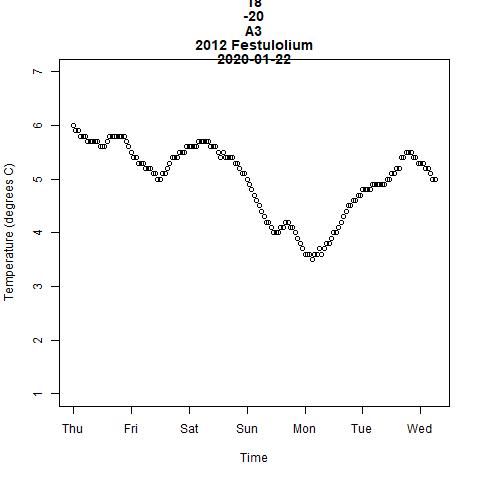 18
-20
A3
2012 Festulolium
2020-01-22
7
6
5
4
3
2
1
Temperature (degrees C)
Thu Fri Sat Sun Mon Tue Wed
Time